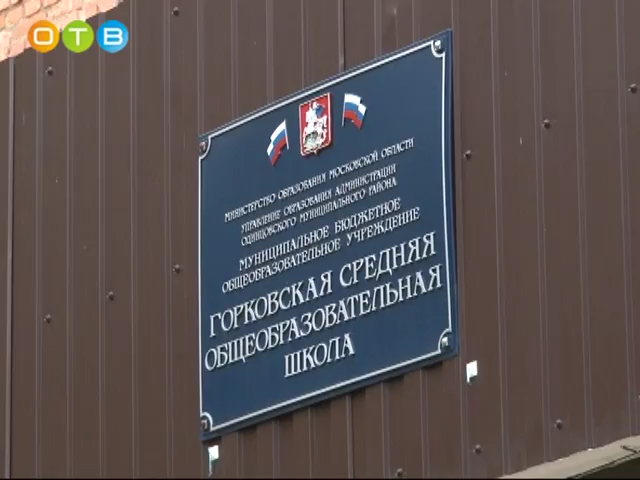 ОТВ
МИНИСТЕРСТВО ОБРАЗОВАНИЯ МОСКОВСКОЙ ОБЛАСТИ
УПРАВЛЕНИЕ ОБРАЗОВАНИЯ АДМИНИСТРАЦИИ
ОДИНЦОВСКОГО МУНИЦИПАЛЬНОГО РАЙОНА
МУНИЦИПАЛЬНОЕ БЮДЖЕТНОЕ
ОБЩЕОБРАЗОВАТЕЛЬНОЕ УЧРЕЖДЕНИЕ
ГОРКОВСКАЯ СРЕДНЯЯ
ОБЩЕОБРАЗОВАТЕЛЬНАЯ
ШКОЛА